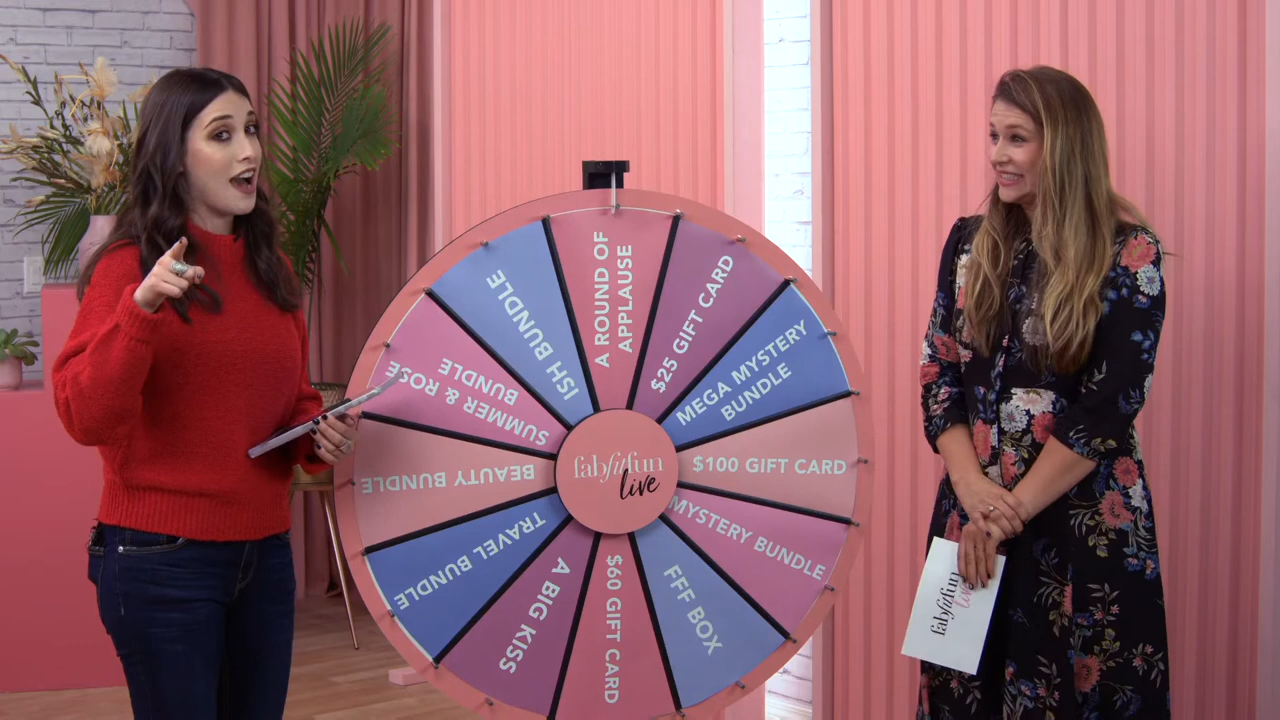 A ROUND OF
APPLAUSE
$25 GIFT CARD
MEGA MYSTERY
BUNDLE
$100 GIFT CARD
MYSTERY BUNDLE
FFF BOX
$60 GIFT CARD
A BIG KISS
TRAVEL BUNDLE
BEAUTY BUNDLE
SUMMER & ROSE
BUNDLE
ISH BUNDLE
fabfitfun
live
fabfitfun
live